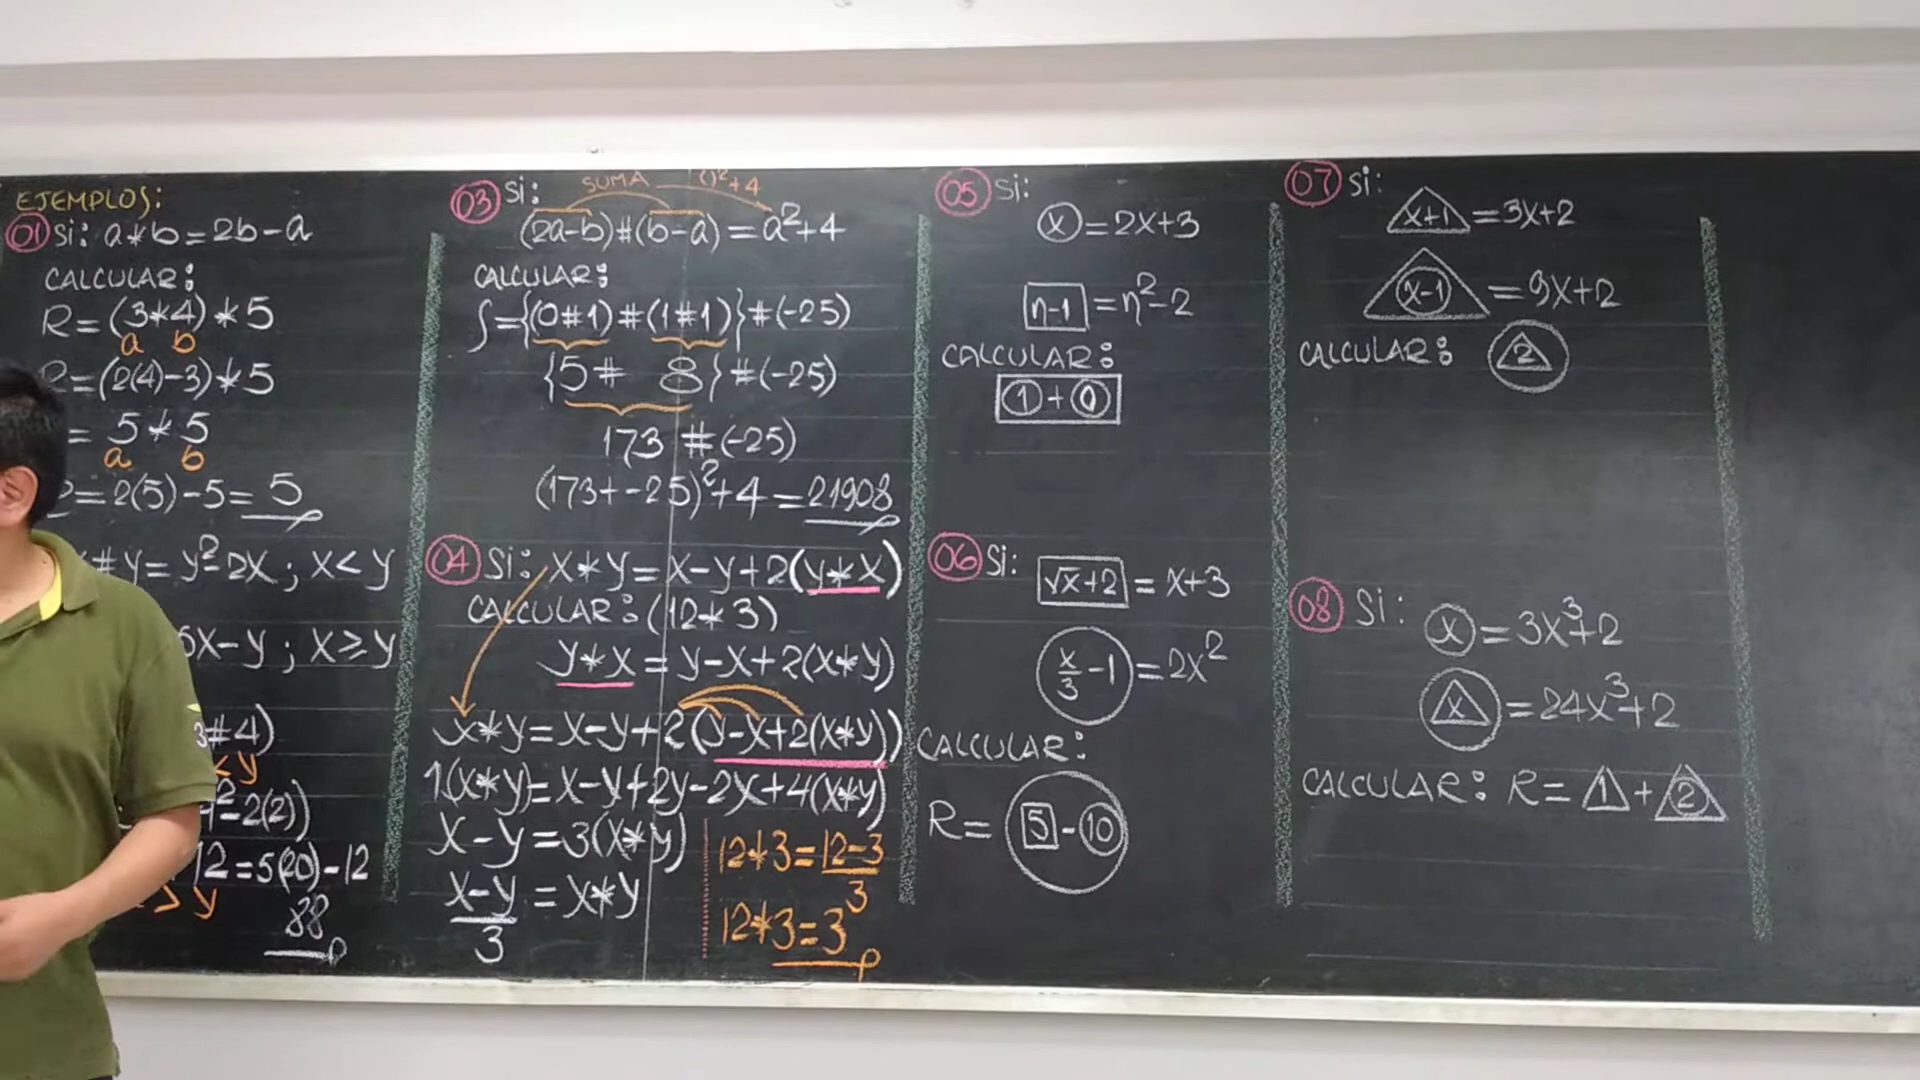 EJEMPLOS:
01 Si: a*b=2b-a
CALCULAR:
R=(3*4)*5
a b
=(2(4)-3)*5
= 5*5
a b
=2(5)-5=5
#y=y²-2x; x<y
5x-y; x≥y
3#4)
<y
²-2(2))
12=5(20)-12
>y
88
03 Si:
SUMA ( )²+4
(2a-b)#(b-a)=a²+4
CALCULAR:
∫={(0#1)#(1#1)}#(-25)
{5# 8}#(-25)
173 #(-25)
(173+-25)²+4=21908
04 Si: x*y=x-y+2(y*x)
CALCULAR:(12*3)
y*x=y-x+2(x*y)
x*y=x-y+2(y-x+2(x*y))
1(x*y)=x-y+2y-2x+4(x*y)
x-y=3(x*y)
x-y/3=x*y
12*3=12-3/3
12*3=3
05 Si:
x=2x+3
n-1=n²-2
CALCULAR:
1+0
06 Si: √x+2=x+3
x/3-1=2x²
CALCULAR:
R=5-10
07 Si:
x+1=3x+2
x-1=9x+2
CALCULAR: 2
08 Si: x=3x³+2
x=24x³+2
CALCULAR: R=1+2